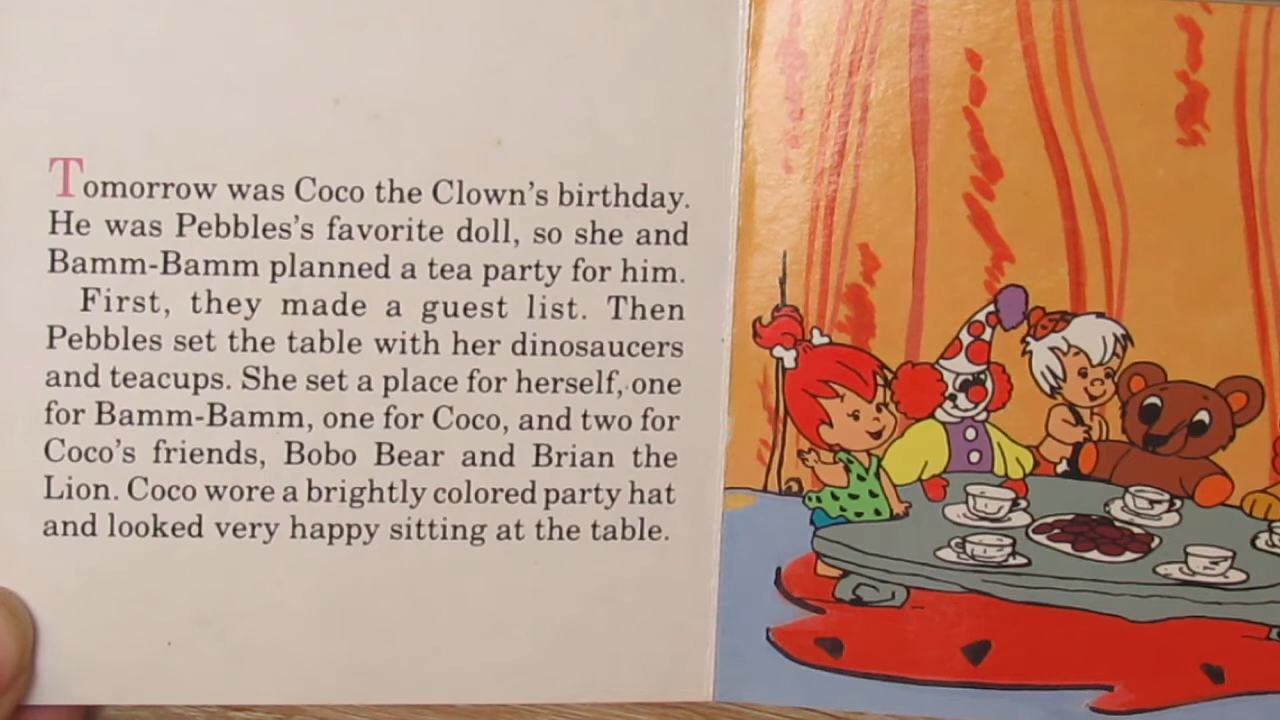 Tomorrow was Coco the Clown's birthday.
He was Pebbles's favorite doll, so she and
Bamm-Bamm planned a tea party for him.
First, they made a guest list. Then
Pebbles set the table with her dinosaucers
and teacups. She set a place for herself, one
for Bamm-Bamm, one for Coco, and two for
Coco's friends, Bobo Bear and Brian the
Lion. Coco wore a brightly colored party hat
and looked very happy sitting at the table.